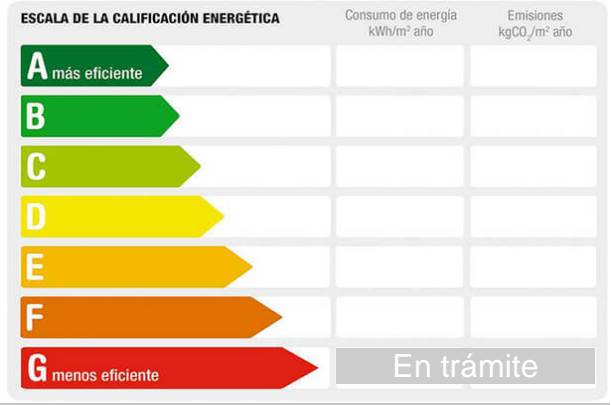 ESCALA DE LA CALIFICACIÓN ENERGÉTICA
Consumo de energía
kWh/m² año
Emisiones
kgCO₂/m² año
A más eficiente
B
C
D
E
F
G menos eficiente
En trámite